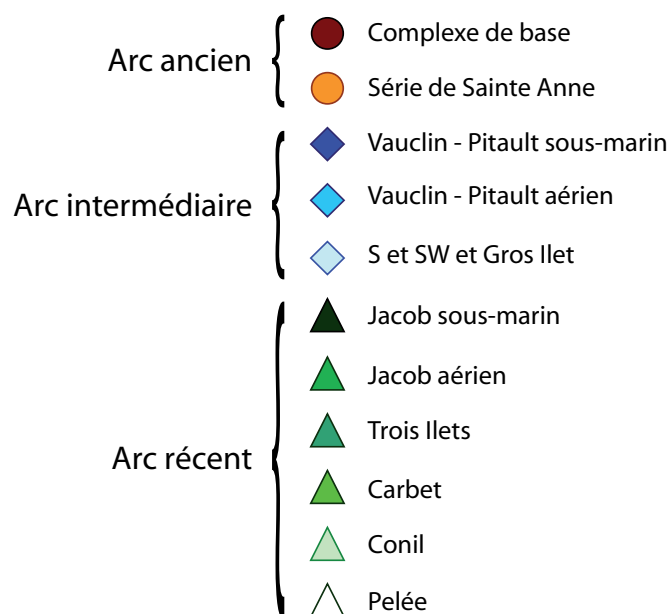 Arc ancien
Complexe de base
Série de Sainte Anne
Arc intermédiaire
Vauclin - Pitault sous-marin
Vauclin - Pitault aérien
S et SW et Gros Ilet
Arc récent
Jacob sous-marin
Jacob aérien
Trois Ilets
Carbet
Conil
Pelée